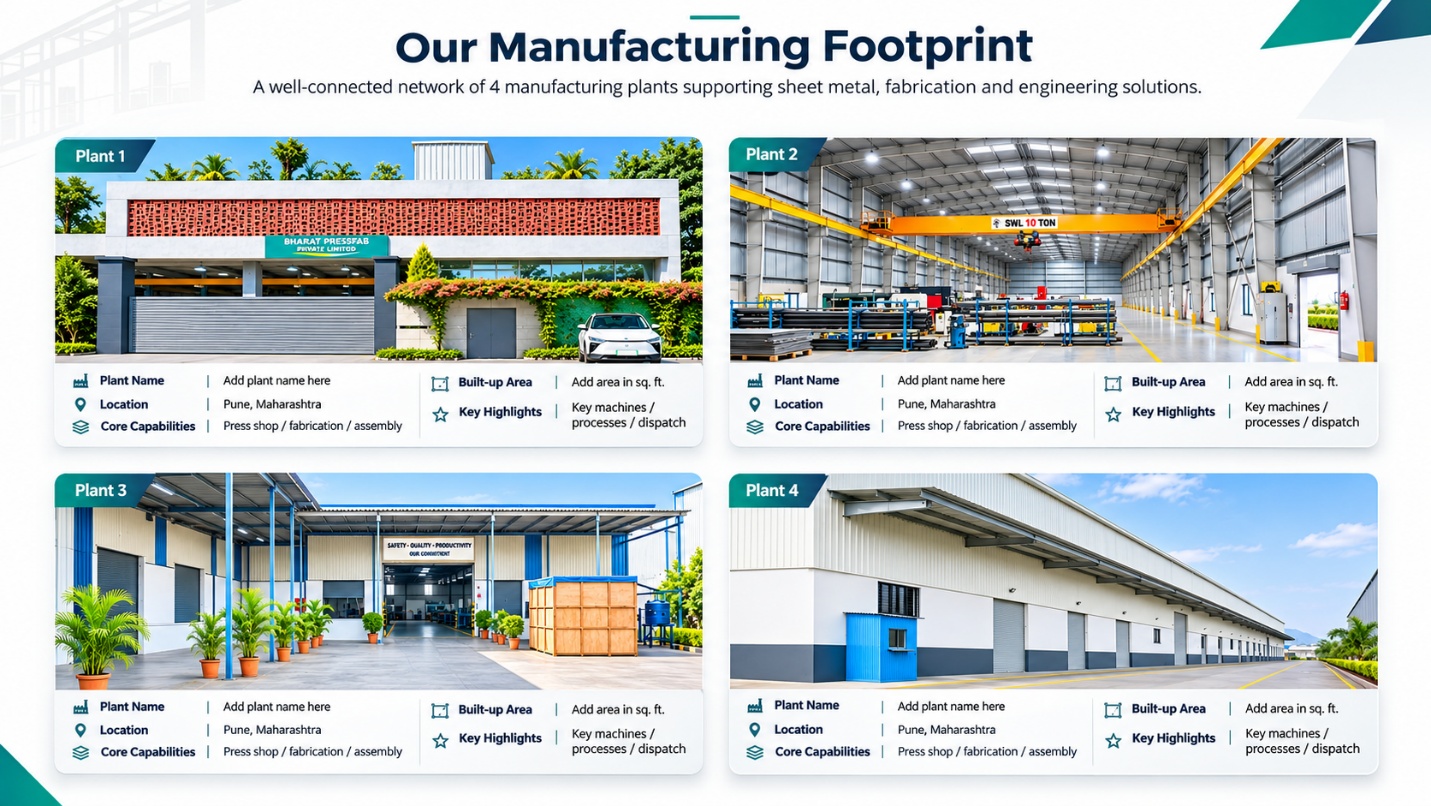 Our Manufacturing Footprint
A well-connected network of 4 manufacturing plants supporting sheet metal, fabrication and engineering solutions.
Plant 1
BHARAT PRESSFAB
PRIVATE LIMITED
Plant Name | Add plant name here
Location | Pune, Maharashtra
Core Capabilities | Press shop / fabrication / assembly
Built-up Area | Add area in sq. ft.
Key Highlights | Key machines /
processes / dispatch
Plant 2
SWL 10 TON
Plant Name | Add plant name here
Location | Pune, Maharashtra
Core Capabilities | Press shop / fabrication / assembly
Built-up Area | Add area in sq. ft.
Key Highlights | Key machines /
processes / dispatch
Plant 3
SAFETY - QUALITY - PRODUCTIVITY
OUR COMMITMENT
Plant Name | Add plant name here
Location | Pune, Maharashtra
Core Capabilities | Press shop / fabrication / assembly
Built-up Area | Add area in sq. ft.
Key Highlights | Key machines /
processes / dispatch
Plant 4
Plant Name | Add plant name here
Location | Pune, Maharashtra
Core Capabilities | Press shop / fabrication / assembly
Built-up Area | Add area in sq. ft.
Key Highlights | Key machines /
processes / dispatch